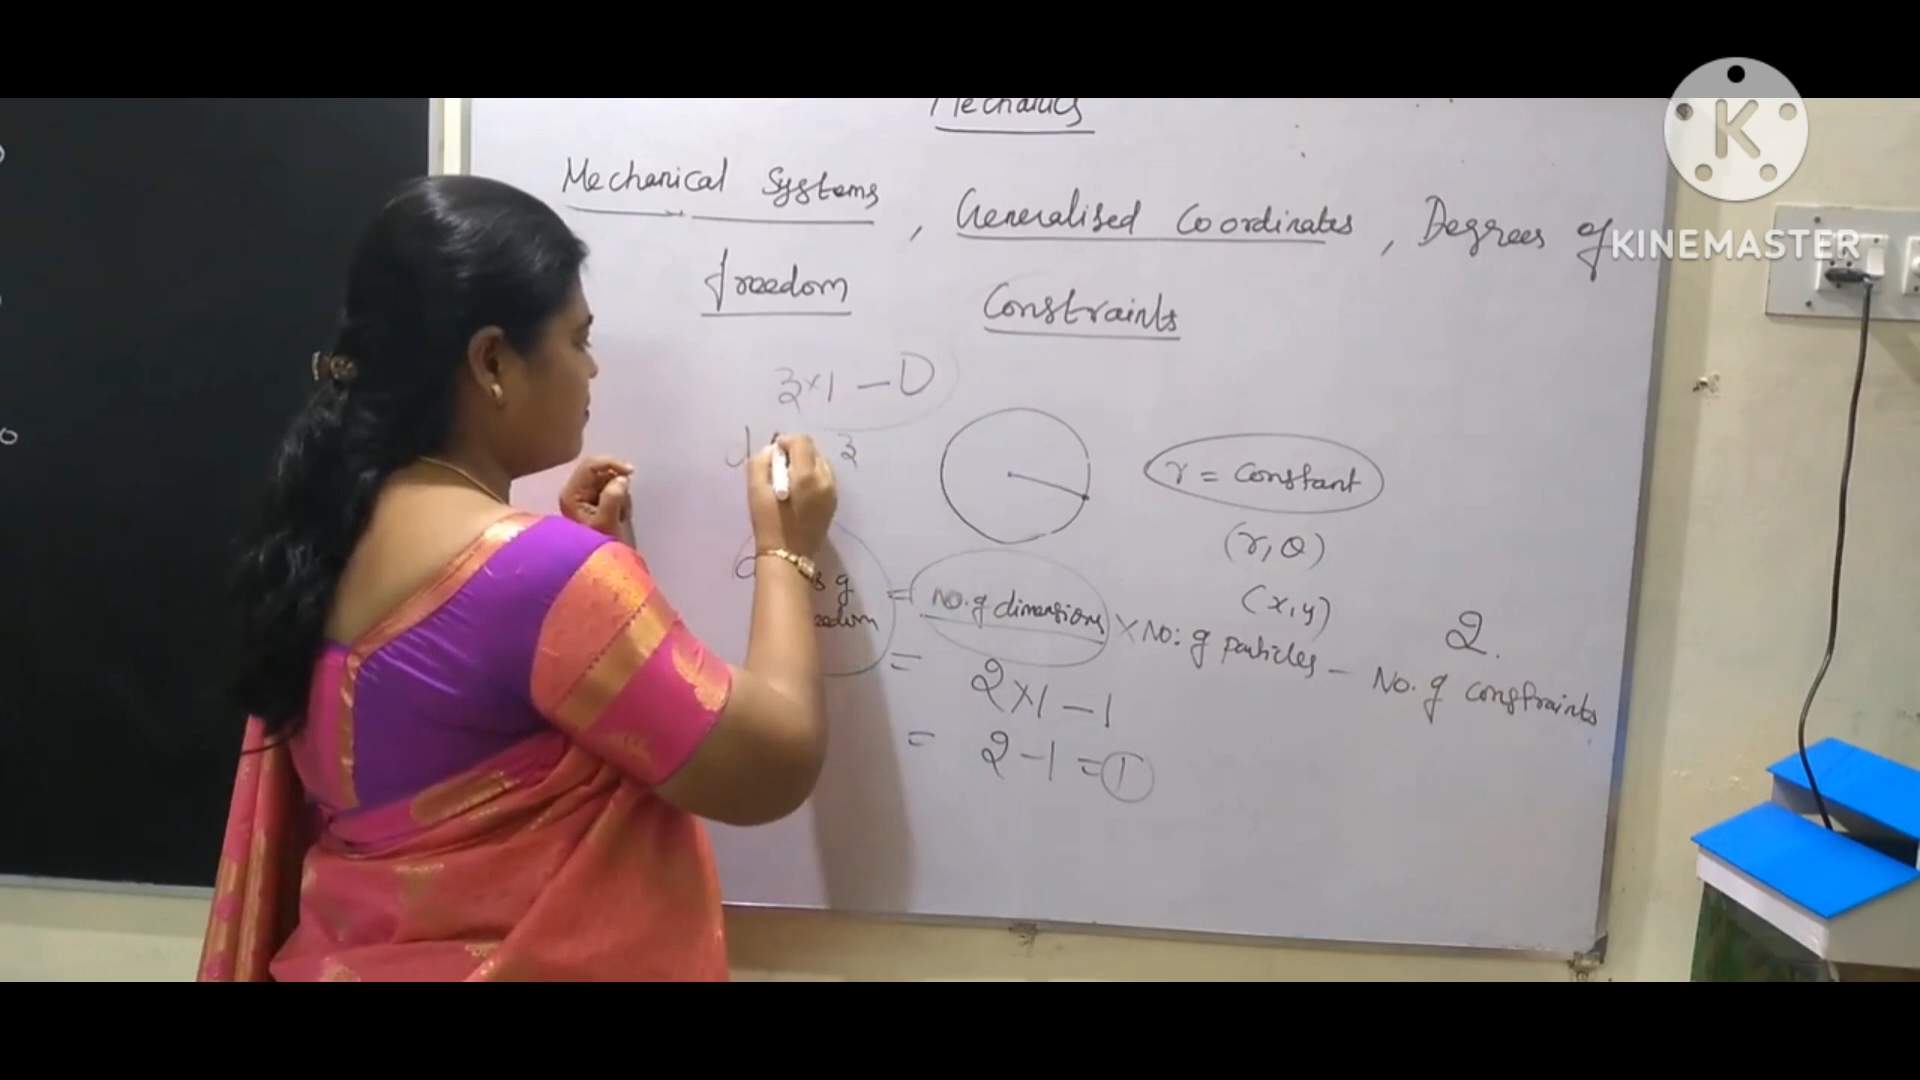 Mechanics
Mechanical Systems , Generalised Coordinates , Degrees of
freedom Constraints
3×1 – 0
3
r = constant
(r, θ)
(x, y)
= No. of dimensions × No: of particles – No. of constraints
2.
= 2×1 – 1
= 2 – 1 = 1
K
KINEMASTER